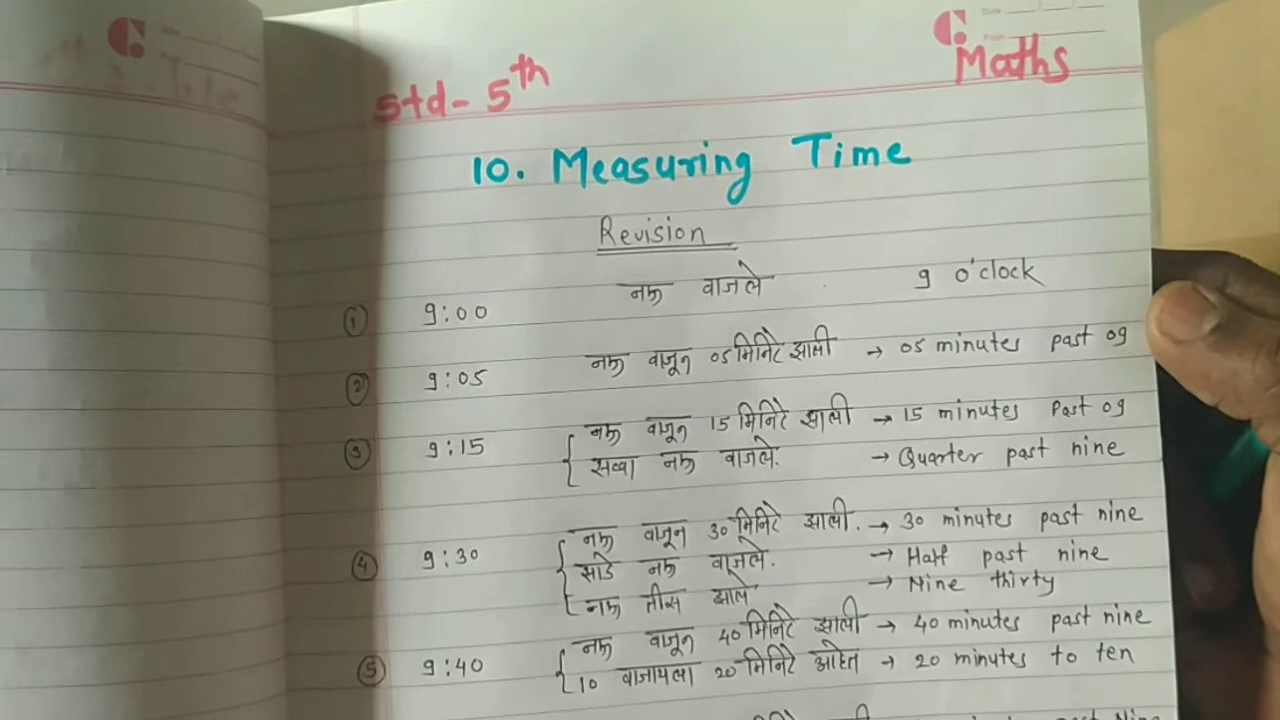 Std - 5th
Maths
10. Measuring Time
Revision
① 9:00 नऊ वाजले 9 o'clock
② 9:05 नऊ वाजून 05 मिनिटे झाली → 05 minutes past 09
③ 9:15 { नऊ वाजून 15 मिनिटे झाली → 15 minutes Past 09
सव्वा नऊ वाजले. → Quarter past nine
④ 9:30 { नऊ वाजून 30 मिनिटे झाली. → 30 minutes past nine
साडे नऊ वाजले. → Half past nine
नऊ तीस झाले → Nine thirty
⑤ 9:40 { नऊ वाजून 40 मिनिटे झाली → 40 minutes past nine
10 वाजायला 20 मिनिटे आहेत → 20 minutes to ten